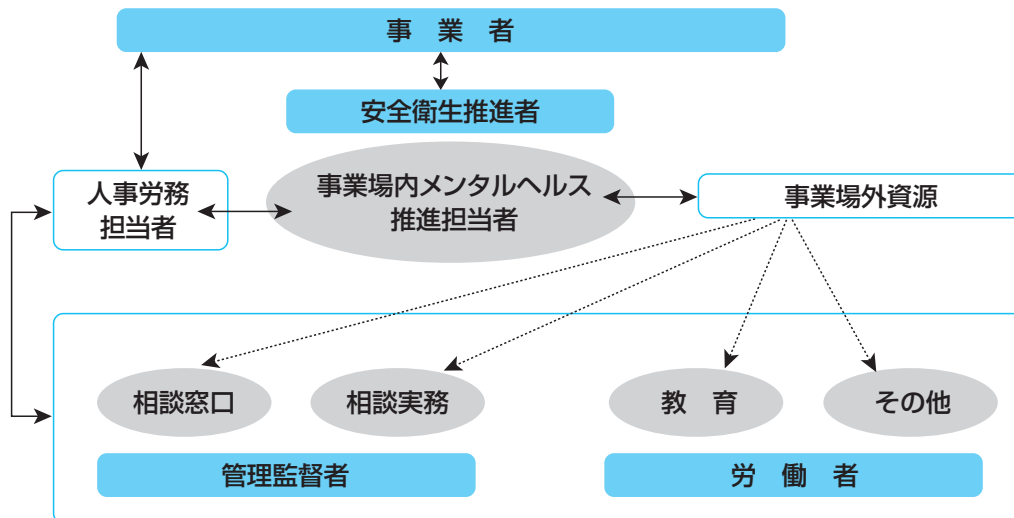 事　業　者
安全衛生推進者
人事労務
担当者
事業場内メンタルヘルス
推進担当者
事業場外資源
相談窓口
相談実務
教　育
その他
管理監督者
労　働　者